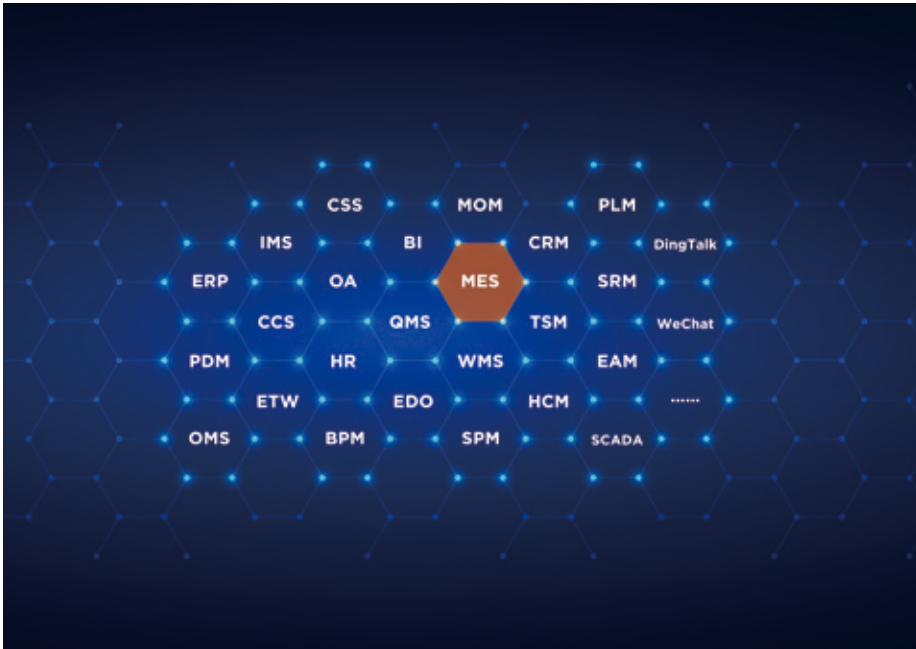 CSS MOM PLM
IMS BI CRM DingTalk
ERP OA MES SRM
CCS QMS TSM WeChat
PDM HR WMS EAM
ETW EDO HCM ......
OMS BPM SPM SCADA